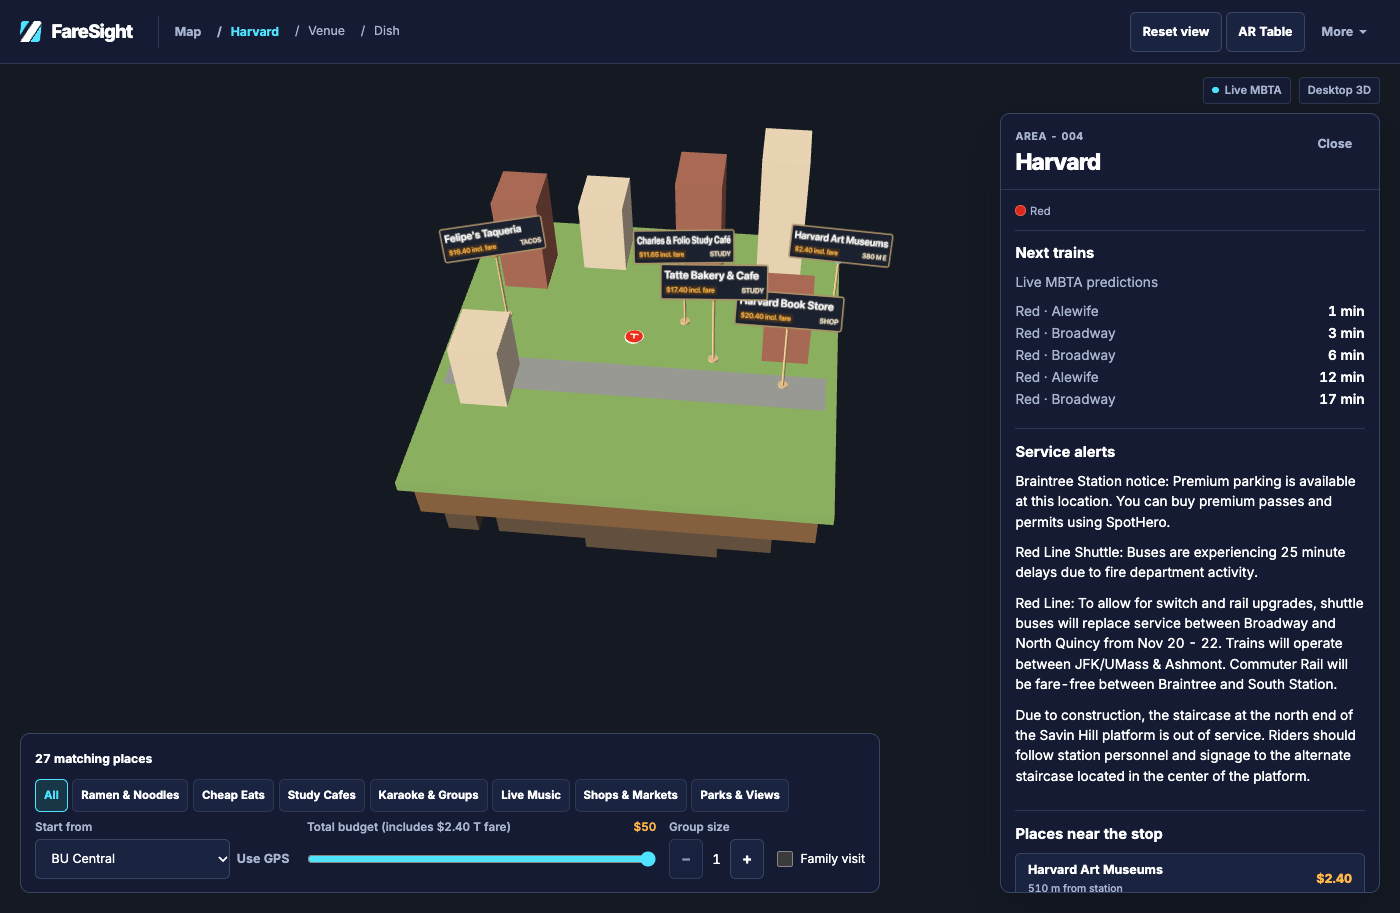 FareSight
Map / Harvard / Venue / Dish
Reset view
AR Table
More
Live MBTA
Desktop 3D
Felipe's Taqueria
$16.40 incl. fare
TACOS
Charles & Folio Study Café
$11.65 incl. fare
STUDY
Harvard Art Museums
$2.40 incl. fare
Tatte Bakery & Cafe
$17.40 incl. fare
STUDY
Harvard Book Store
$20.40 incl. fare
SHOP
T
AREA - 004
Close
Harvard
Red
Next trains
Live MBTA predictions
Red · Alewife 1 min
Red · Broadway 3 min
Red · Broadway 6 min
Red · Alewife 12 min
Red · Broadway 17 min
Service alerts
Braintree Station notice: Premium parking is available
at this location. You can buy premium passes and
permits using SpotHero.
Red Line Shuttle: Buses are experiencing 25 minute
delays due to fire department activity.
Red Line: To allow for switch and rail upgrades, shuttle
buses will replace service between Broadway and
North Quincy from Nov 20 - 22. Trains will operate
between JFK/UMass & Ashmont. Commuter Rail will
be fare-free between Braintree and South Station.
Due to construction, the staircase at the north end of
the Savin Hill platform is out of service. Riders should
follow station personnel and signage to the alternate
staircase located in the center of the platform.
Places near the stop
Harvard Art Museums
$2.40
510 m from station
27 matching places
All
Ramen & Noodles
Cheap Eats
Study Cafes
Karaoke & Groups
Live Music
Shops & Markets
Parks & Views
Start from
Total budget (includes $2.40 T fare)
$50
Group size
BU Central
Use GPS
− 1 +
Family visit